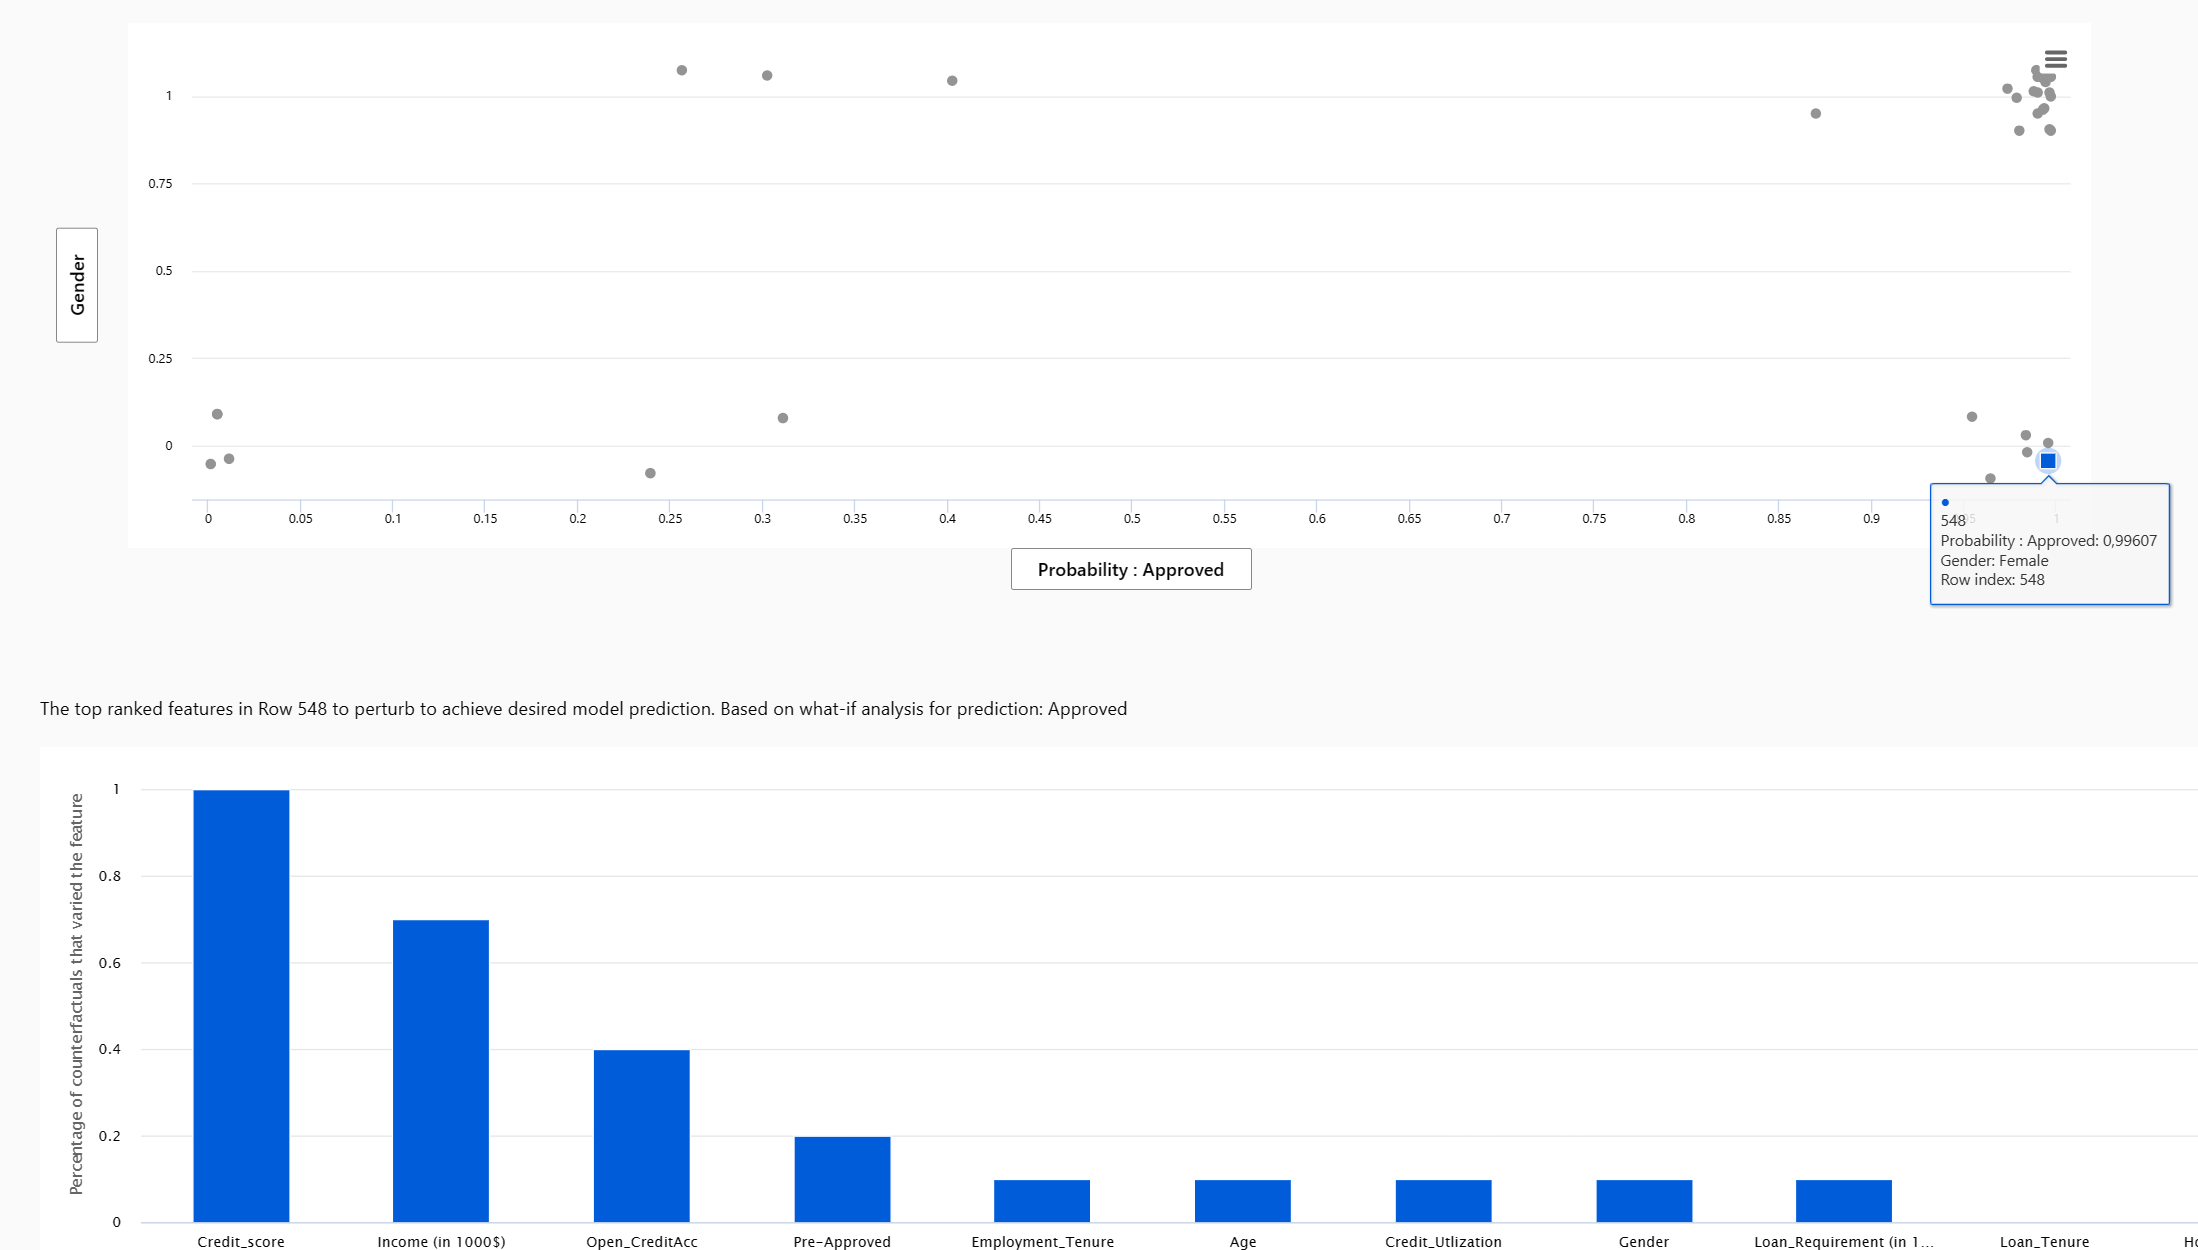 1
0.75
0.5
0.25
0
Gender
0 0.05 0.1 0.15 0.2 0.25 0.3 0.35 0.4 0.45 0.5 0.55 0.6 0.65 0.7 0.75 0.8 0.85 0.9 1
Probability : Approved
548
Probability : Approved: 0,99607
Gender: Female
Row index: 548
The top ranked features in Row 548 to perturb to achieve desired model prediction. Based on what-if analysis for prediction: Approved
Percentage of counterfactuals that varied the feature
1
0.8
0.6
0.4
0.2
0
Credit_score Income (in 1000$) Open_CreditAcc Pre-Approved Employment_Tenure Age Credit_Utlization Gender Loan_Requirement (in 1... Loan_Tenure